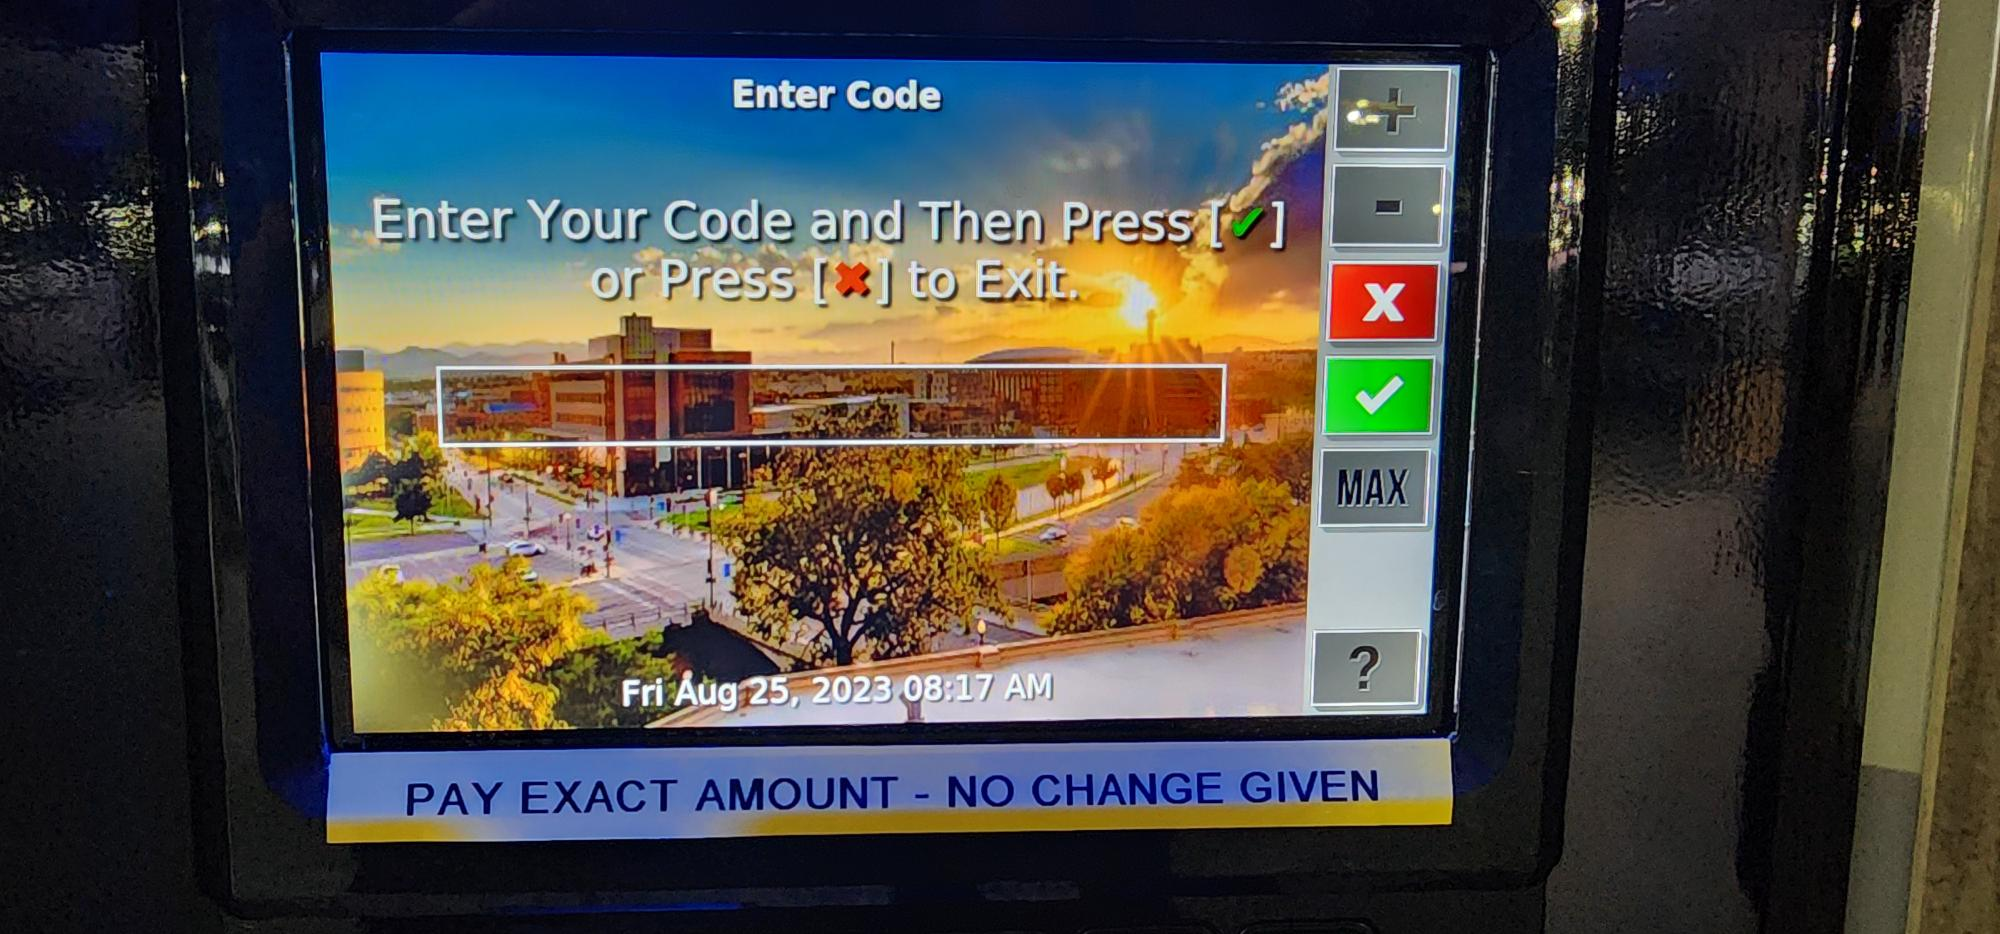 Enter Code
Enter Your Code and Then Press [✔]
or Press [✖] to Exit.
+
-
X
✓
MAX
?
Fri Aug 25, 2023 08:17 AM
PAY EXACT AMOUNT - NO CHANGE GIVEN